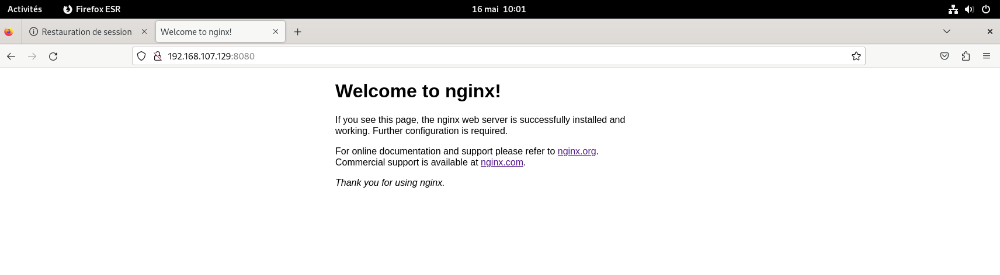 Activités Firefox ESR 16 mai 10:01
Restauration de session Welcome to nginx!
192.168.107.129:8080
Welcome to nginx!
If you see this page, the nginx web server is successfully installed and
working. Further configuration is required.
For online documentation and support please refer to nginx.org.
Commercial support is available at nginx.com.
Thank you for using nginx.